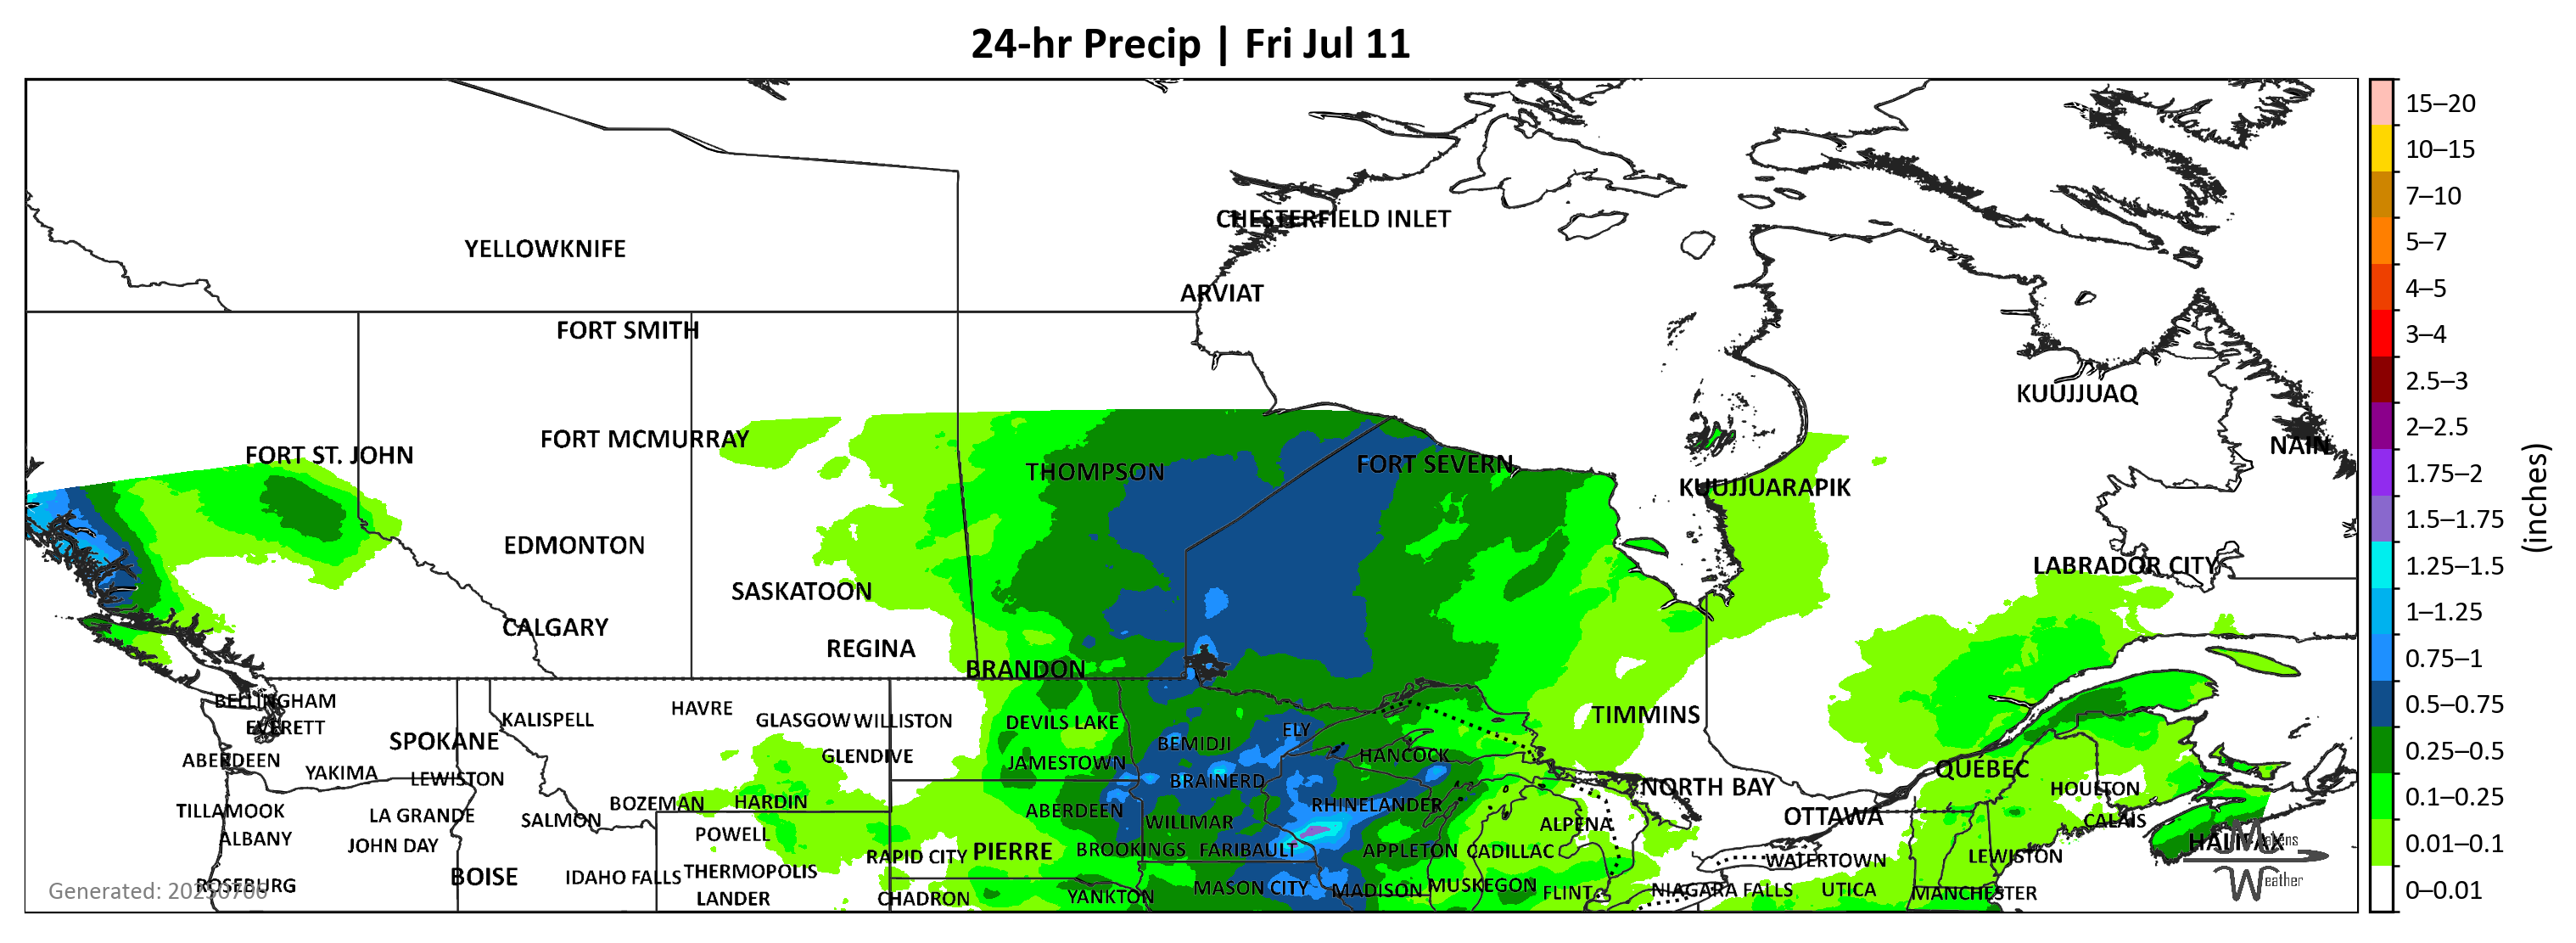 24-hr Precip | Fri Jul 11
15–20
10–15
7–10
5–7
4–5
3–4
2.5–3
2–2.5
1.75–2
1.5–1.75
1.25–1.5
1–1.25
0.75–1
0.5–0.75
0.25–0.5
0.1–0.25
0.01–0.1
0–0.01
(inches)
CHESTERFIELD INLET
YELLOWKNIFE
ARVIAT
FORT SMITH
KUUJJUAQ
FORT MCMURRAY
NAIN
FORT ST. JOHN
THOMPSON
FORT SEVERN
KUUJJUARAPIK
EDMONTON
LABRADOR CITY
SASKATOON
CALGARY
REGINA
BRANDON
BELLINGHAM
HAVRE
KALISPELL
GLASGOW WILLISTON
DEVILS LAKE
TIMMINS
EVERETT
ELY
SPOKANE
BEMIDJI
ABERDEEN
GLENDIVE
JAMESTOWN
HANCOCK
QUÉBEC
YAKIMA
LEWISTON
BRAINERD
NORTH BAY
HOULTON
TILLAMOOK
LA GRANDE
BOZEMAN
HARDIN
ABERDEEN
RHINELANDER
OTTAWA
SALMON
WILLMAR
ALPENA
CALAIS
ALBANY
JOHN DAY
POWELL
HALIFAX
RAPID CITY
PIERRE
BROOKINGS
FARIBAULT
APPLETON
CADILLAC
WATERTOWN
LEWISTON
BOISE
IDAHO FALLS
THERMOPOLIS
ROSEBURG
MASON CITY
MADISON
MUSKEGON
FLINT
NIAGARA FALLS
UTICA
MANCHESTER
LANDER
CHADRON
YANKTON
Weather